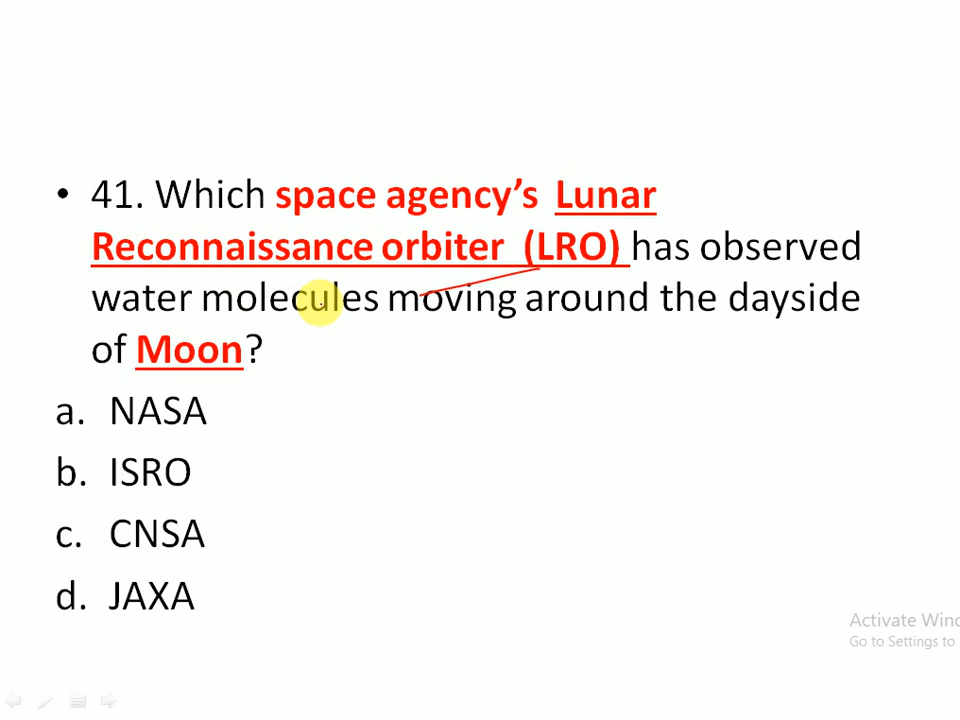 • 41. Which space agency’s Lunar
Reconnaissance orbiter (LRO) has observed
water molecules moving around the dayside
of Moon?
a. NASA
b. ISRO
c. CNSA
d. JAXA
Activate Wind
Go to Settings to